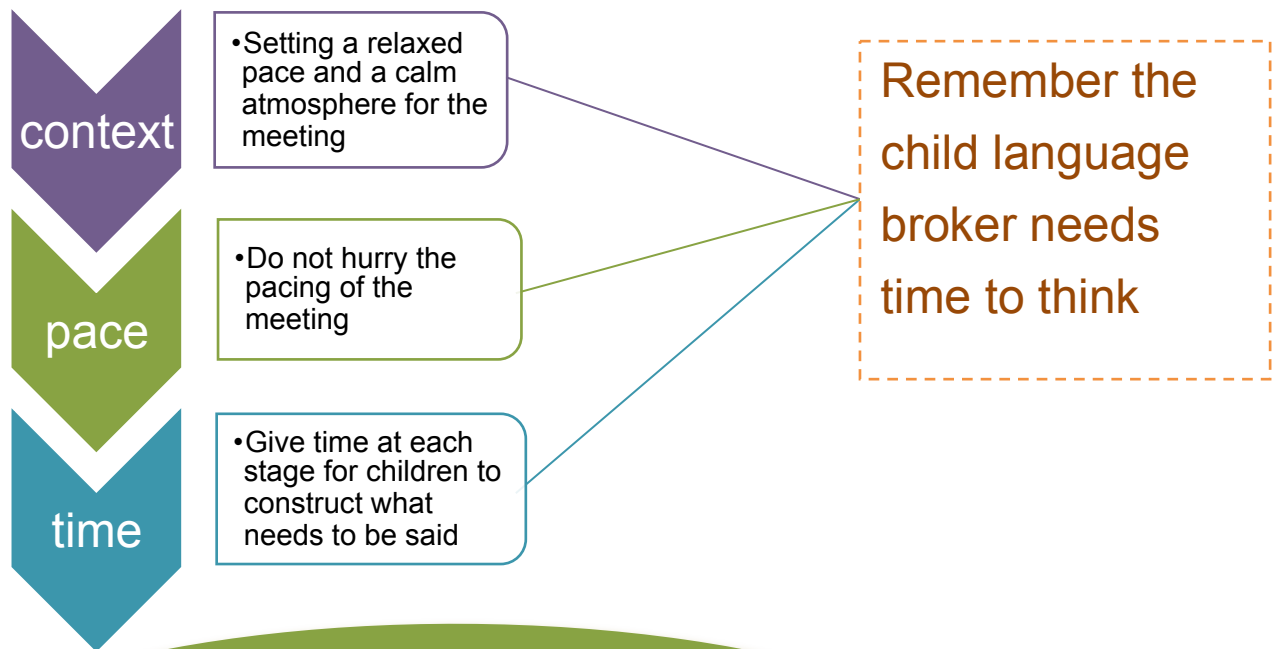 context
•Setting a relaxed
pace and a calm
atmosphere for the
meeting
pace
•Do not hurry the
pacing of the
meeting
time
•Give time at each
stage for children to
construct what
needs to be said
Remember the
child language
broker needs
time to think